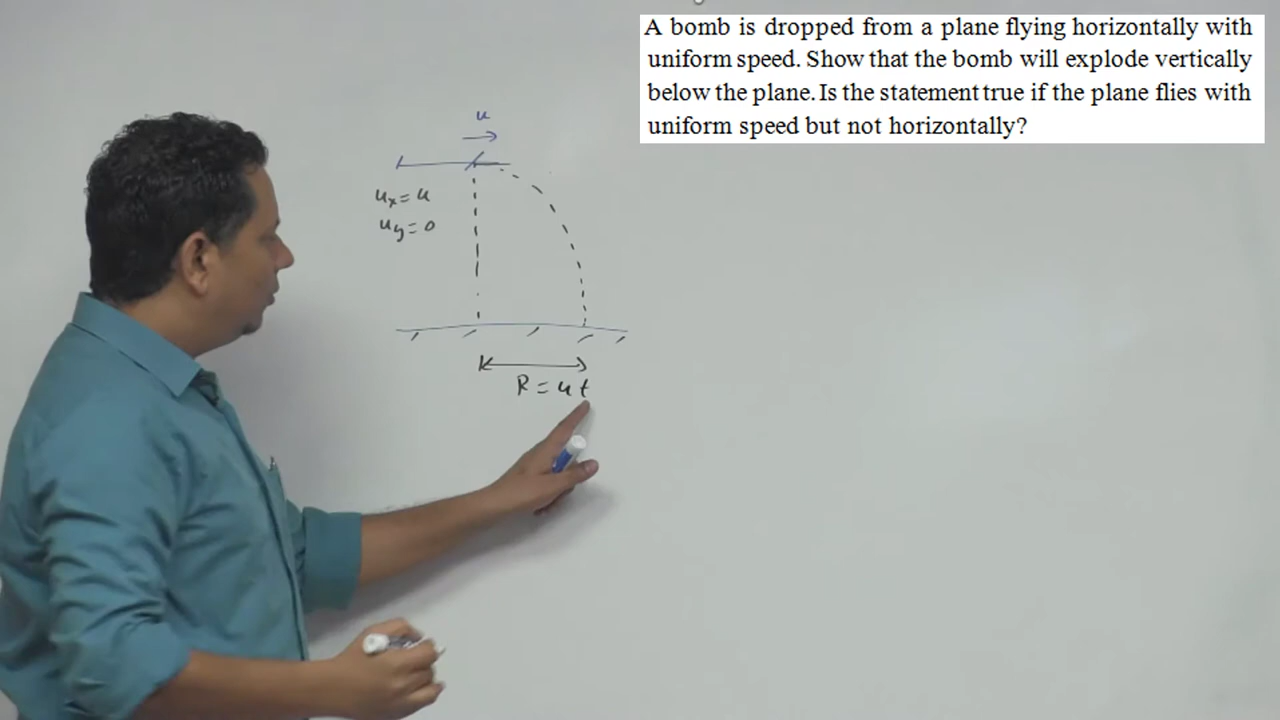 A bomb is dropped from a plane flying horizontally with
uniform speed. Show that the bomb will explode vertically
below the plane. Is the statement true if the plane flies with
uniform speed but not horizontally?
u
uₓ = u
u_y = 0
R = ut